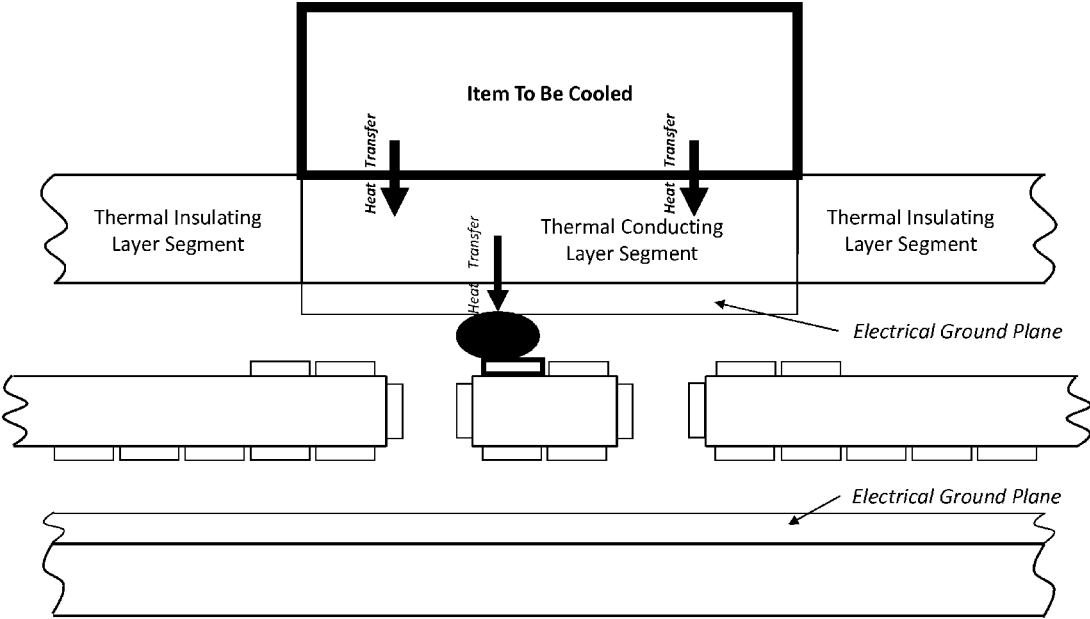 Item To Be Cooled
Heat Transfer
Heat Transfer
Thermal Insulating
Layer Segment
Heat Transfer
Thermal Conducting
Layer Segment
Thermal Insulating
Layer Segment
Electrical Ground Plane
Electrical Ground Plane